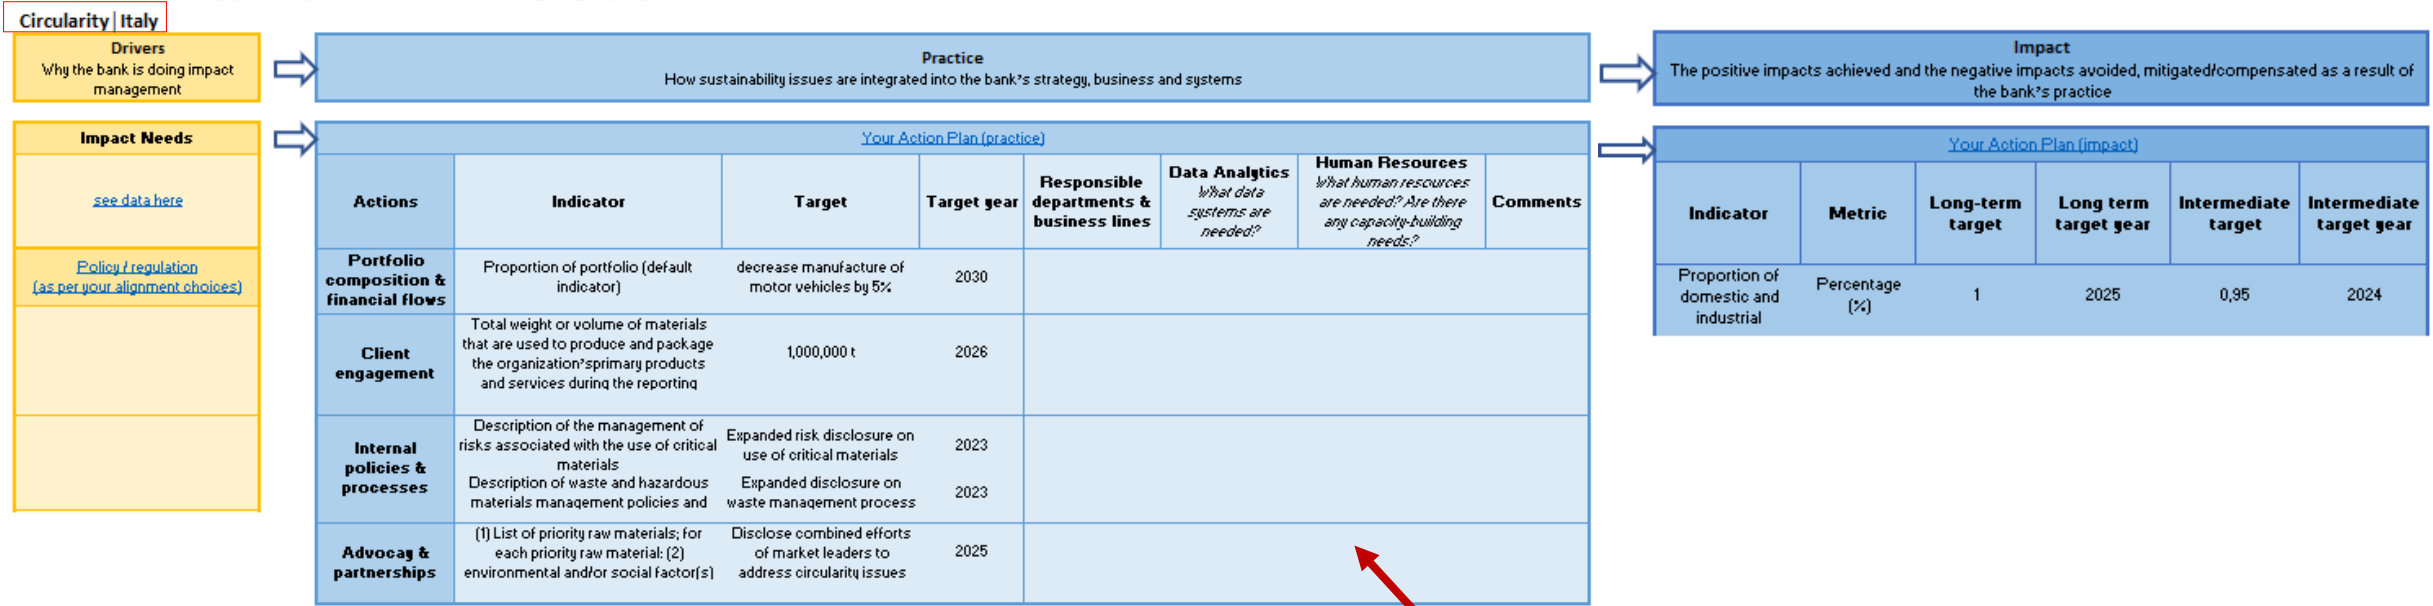 Circularity | Italy
Drivers
Why the bank is doing impact
management
Practice
How sustainability issues are integrated into the bank's strategy, business and systems
Impact
The positive impacts achieved and the negative impacts avoided, mitigated/compensated as a result of
the bank's practice
Impact Needs
see data here
Policy / regulation
(as per your alignment choices)
Your Action Plan (practice)
Actions
Indicator
Target
Target year
Responsible
departments &
business lines
Data Analytics
What data
systems are
needed?
Human Resources
What human resources
are needed? Are there
any capacity-building
needs?
Comments
Portfolio
composition &
financial flows
Proportion of portfolio (default
indicator)
decrease manufacture of
motor vehicles by 5%
2030
Client
engagement
Total weight or volume of materials
that are used to produce and package
the organization'sprimary products
and services during the reporting
1,000,000 t
2026
Internal
policies &
processes
Description of the management of
risks associated with the use of critical
materials
Expanded risk disclosure on
use of critical materials
2023
Description of waste and hazardous
materials management policies and
Expanded disclosure on
waste management process
2023
Advocay &
partnerships
(1) List of priority raw materials; for
each priority raw material: (2)
environmental and/or social factor(s)
Disclose combined efforts
of market leaders to
address circularity issues
2025
Your Action Plan (impact)
Indicator
Metric
Long-term
target
Long term
target year
Intermediate
target
Intermediate
target year
Proportion of
domestic and
industrial
Percentage
(%)
1
2025
0,95
2024